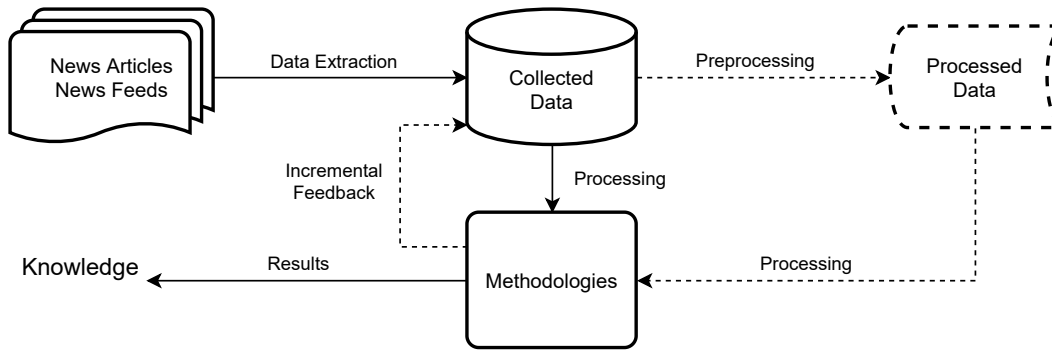 News Articles
News Feeds
Data Extraction
Collected
Data
Preprocessing
Processed
Data
Incremental
Feedback
Processing
Knowledge
Results
Methodologies
Processing